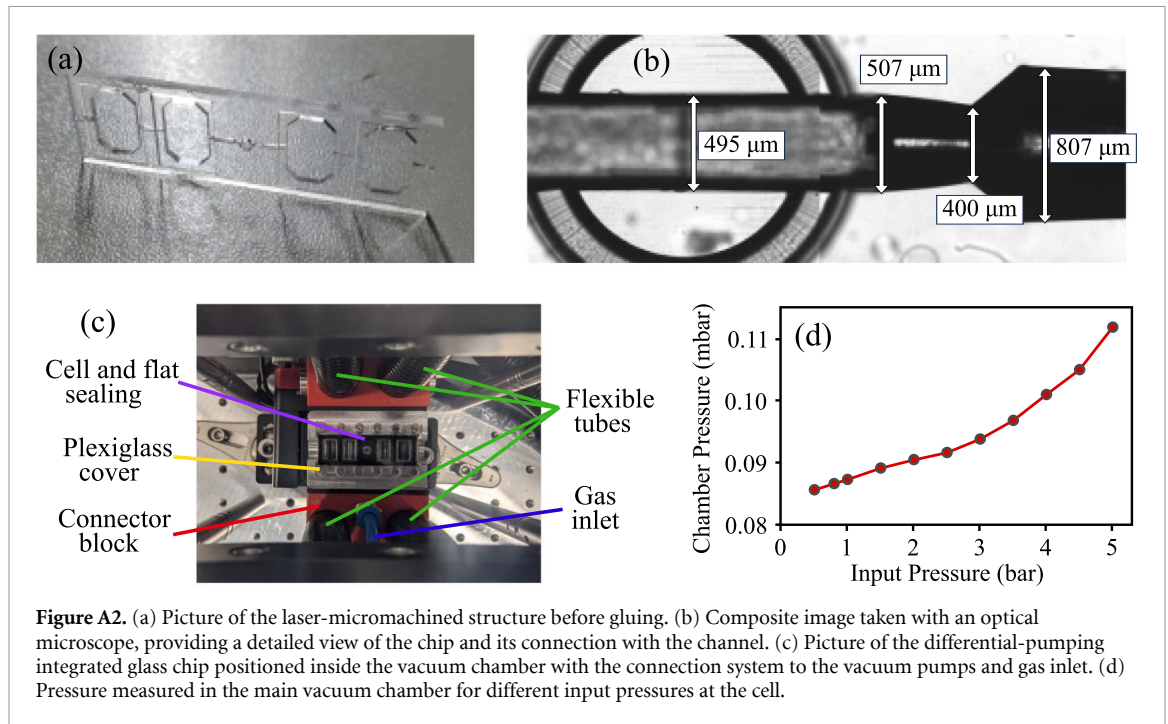 (a)
(b)
507 μm
495 μm
807 μm
400 μm
(c)
Cell and flat
sealing
Plexiglass
cover
Connector
block
Flexible
tubes
Gas
inlet
(d)
Chamber Pressure (mbar)
0.11
0.10
0.09
0.08
0 1 2 3 4 5
Input Pressure (bar)
Figure A2. (a) Picture of the laser-micromachined structure before gluing. (b) Composite image taken with an optical
microscope, providing a detailed view of the chip and its connection with the channel. (c) Picture of the differential-pumping
integrated glass chip positioned inside the vacuum chamber with the connection system to the vacuum pumps and gas inlet. (d)
Pressure measured in the main vacuum chamber for different input pressures at the cell.